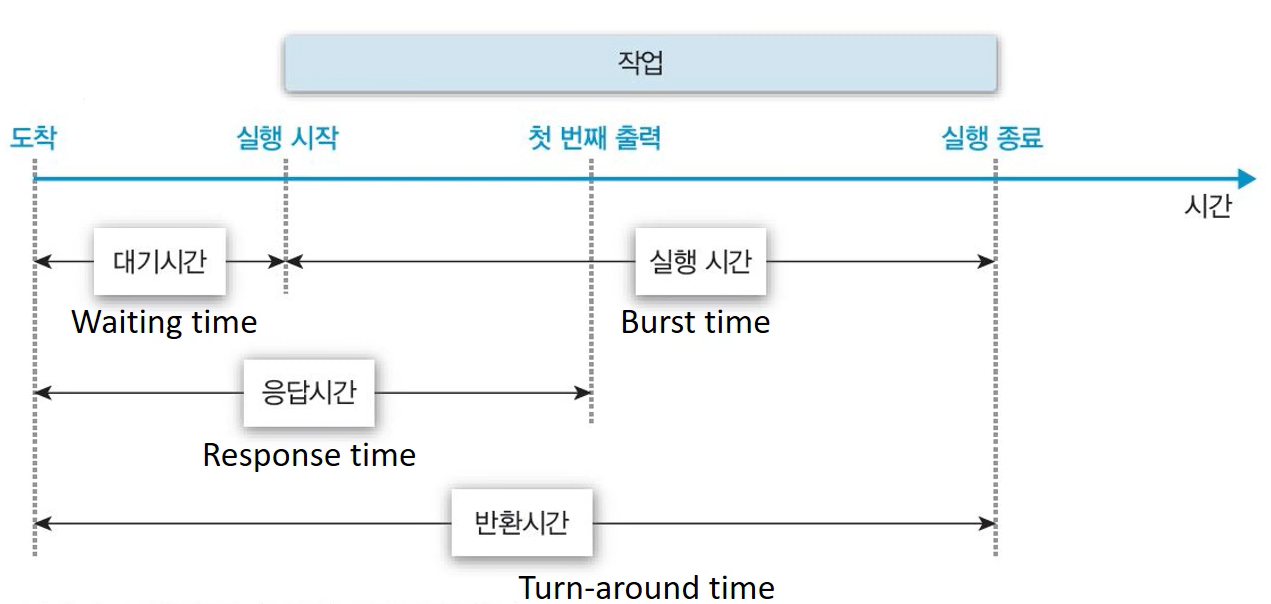 작업
도착
실행 시작
첫 번째 출력
실행 종료
시간
대기시간
실행 시간
Waiting time
Burst time
응답시간
Response time
반환시간
Turn-around time